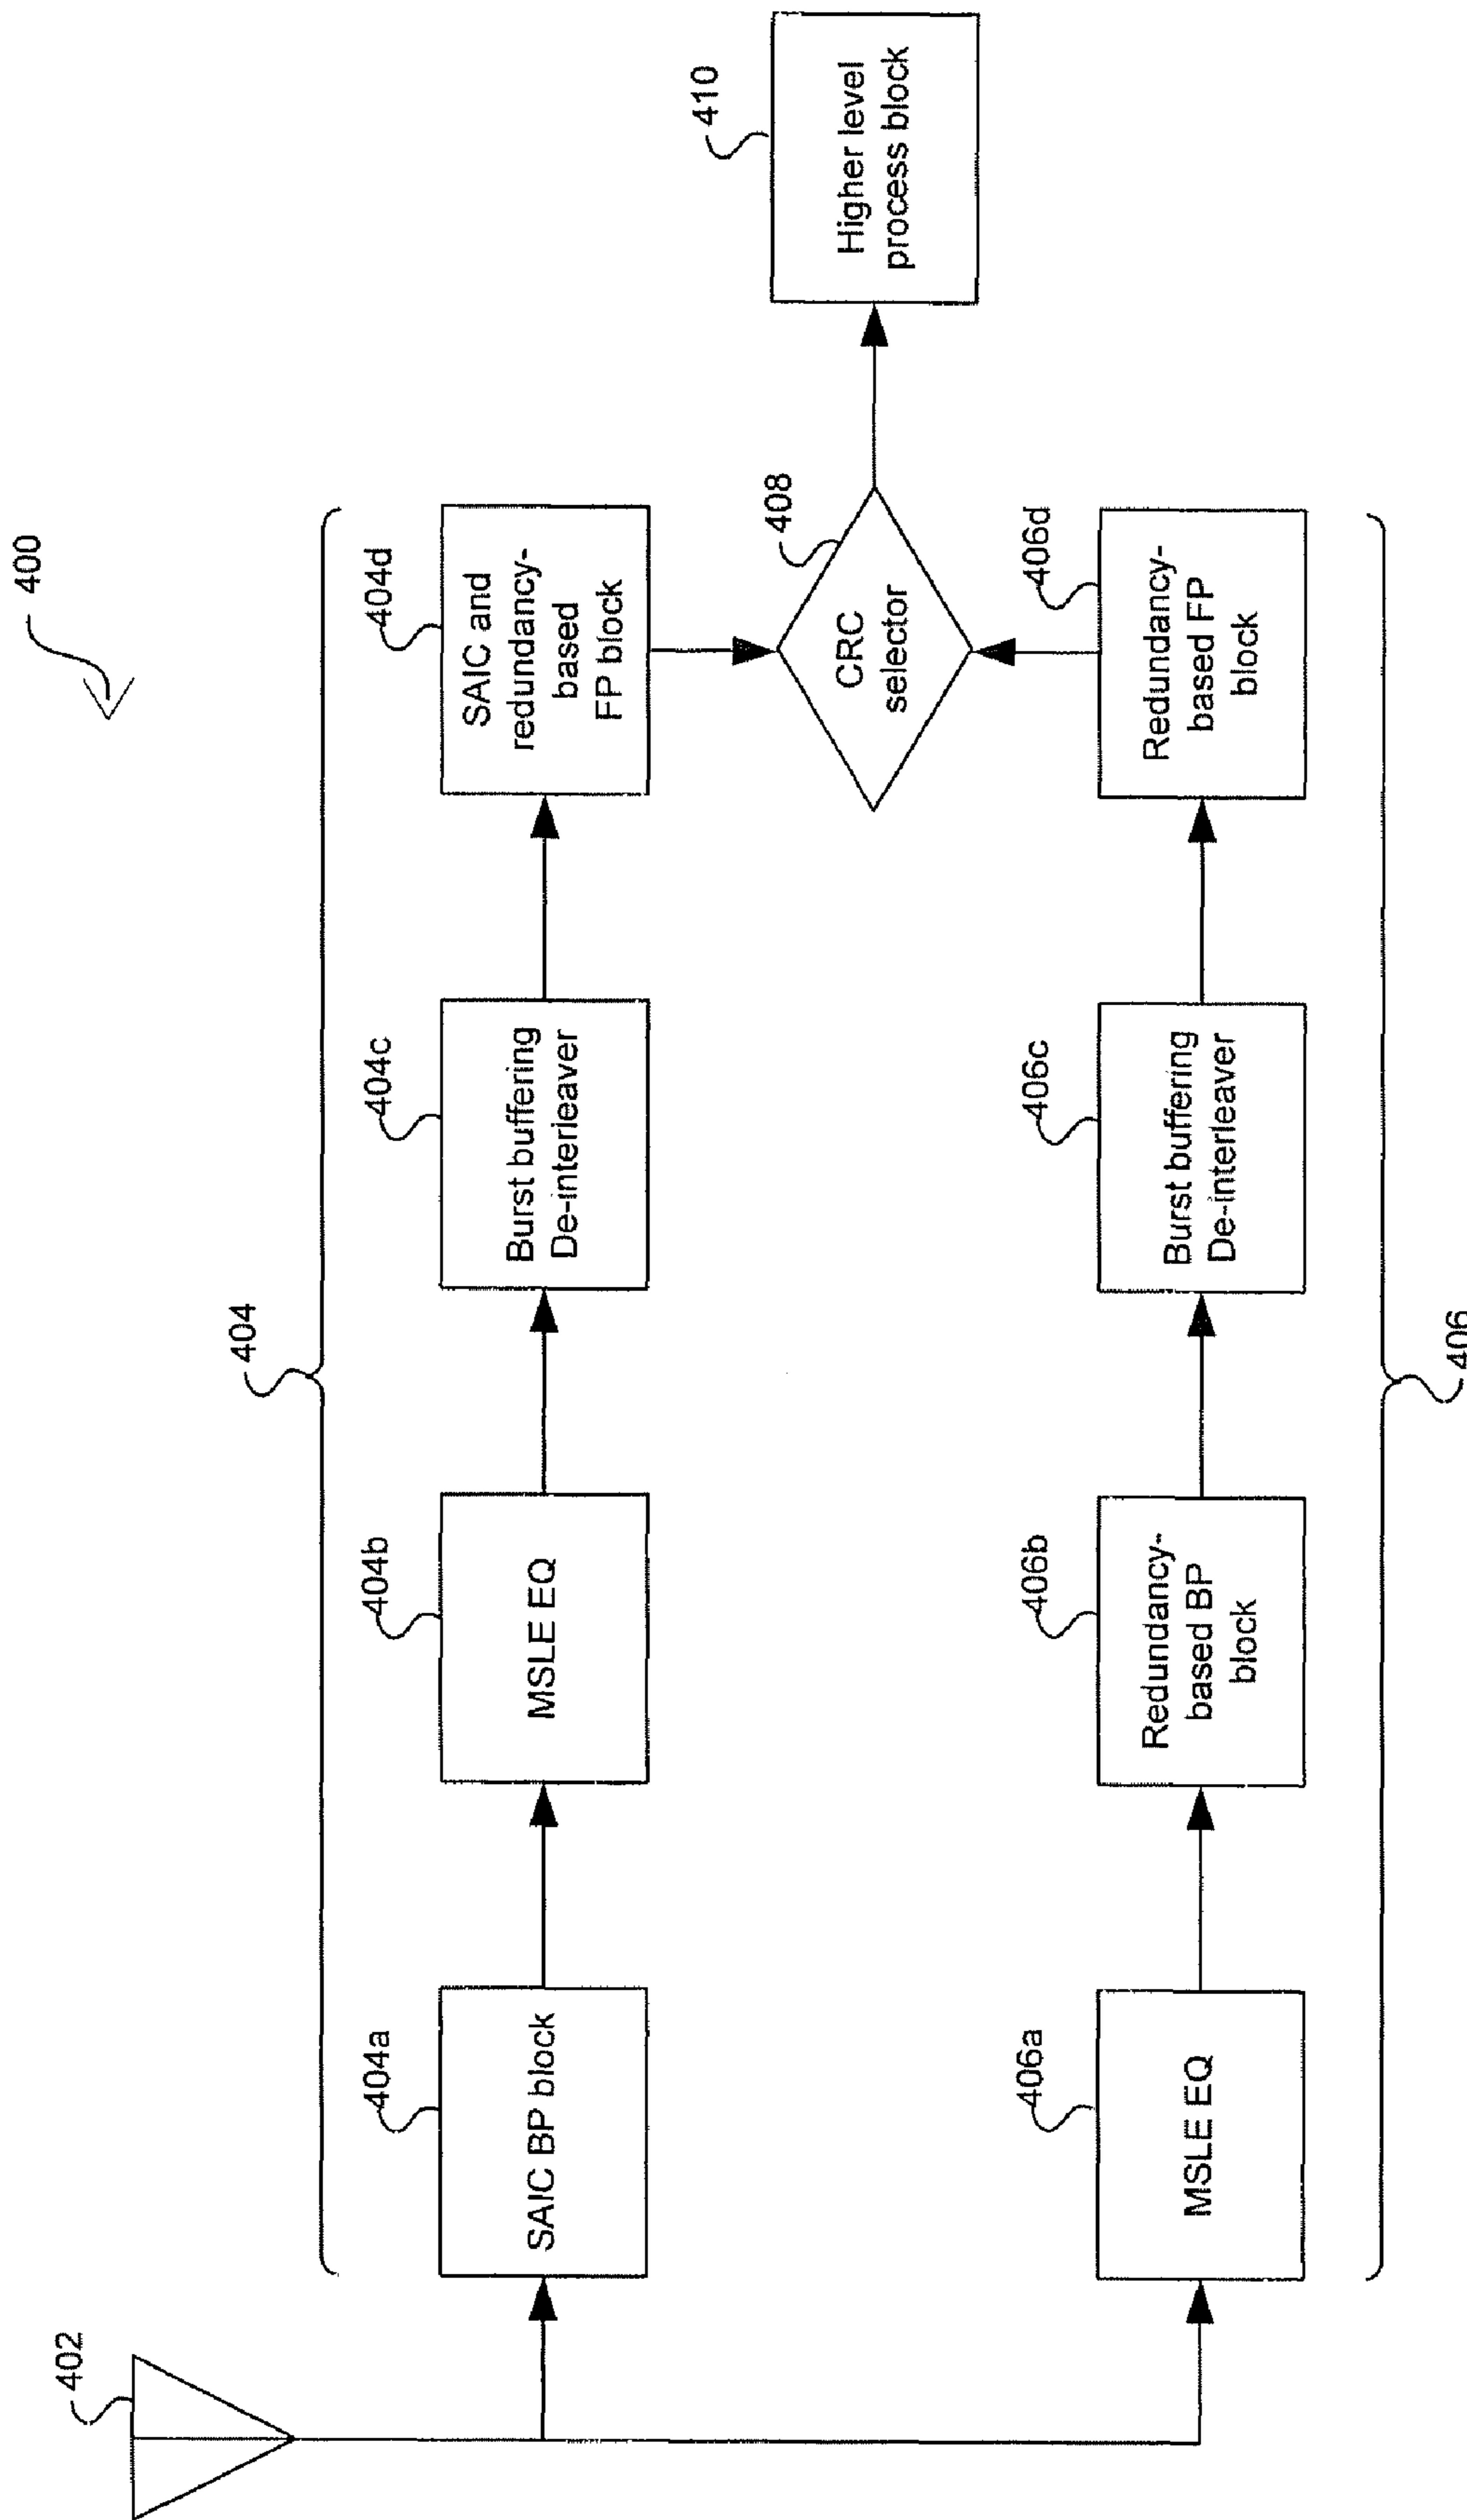 400
402
404
404a
SAIC BP block
404b
MSLE EQ
404c
Burst buffering
De-interleaver
404d
SAIC and
redundancy-
based
FP block
408
CRC
selector
410
Higher level
process block
406a
MSLE EQ
406b
Redundancy-
based BP
block
406c
Burst buffering
De-interleaver
406d
Redundancy-
based FP
block
406